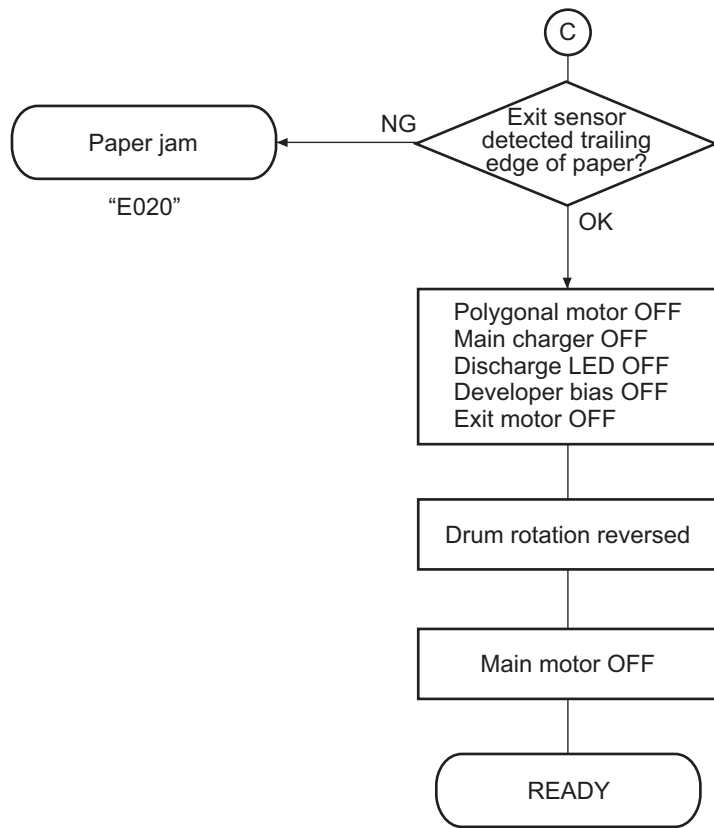 C
Exit sensor
detected trailing
edge of paper?
NG
Paper jam
“E020”
OK
Polygonal motor OFF
Main charger OFF
Discharge LED OFF
Developer bias OFF
Exit motor OFF
Drum rotation reversed
Main motor OFF
READY